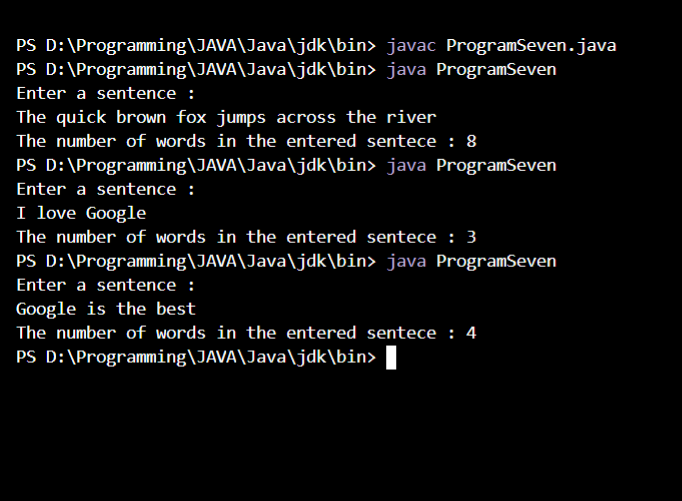 PS D:\Programming\JAVA\Java\jdk\bin> javac ProgramSeven.java
PS D:\Programming\JAVA\Java\jdk\bin> java ProgramSeven
Enter a sentence :
The quick brown fox jumps across the river
The number of words in the entered sentece : 8
PS D:\Programming\JAVA\Java\jdk\bin> java ProgramSeven
Enter a sentence :
I love Google
The number of words in the entered sentece : 3
PS D:\Programming\JAVA\Java\jdk\bin> java ProgramSeven
Enter a sentence :
Google is the best
The number of words in the entered sentece : 4
PS D:\Programming\JAVA\Java\jdk\bin>